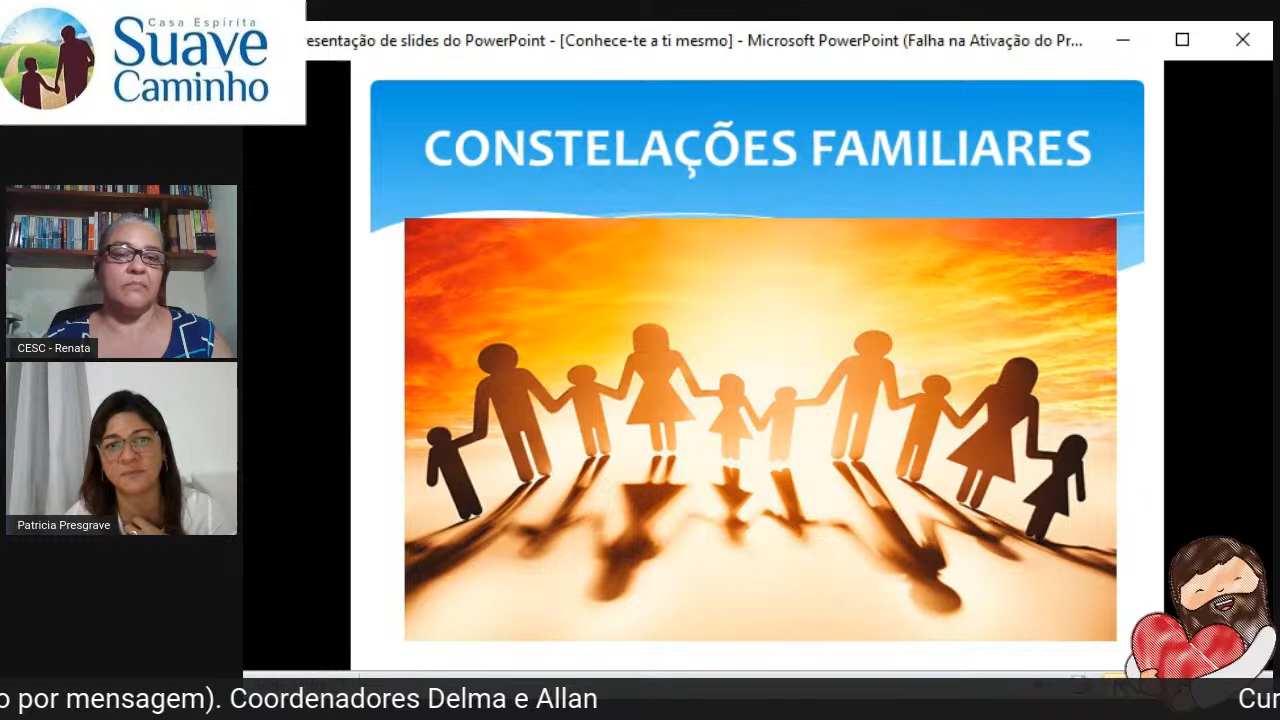 Casa Espírita
Suave
Caminho
resentação de slides do PowerPoint - [Conhece-te a ti mesmo] - Microsoft PowerPoint (Falha na Ativação do Pr...
CONSTELAÇÕES FAMILIARES
CESC - Renata
Patricia Presgrave
o por mensagem). Coordenadores Delma e Allan
Cur